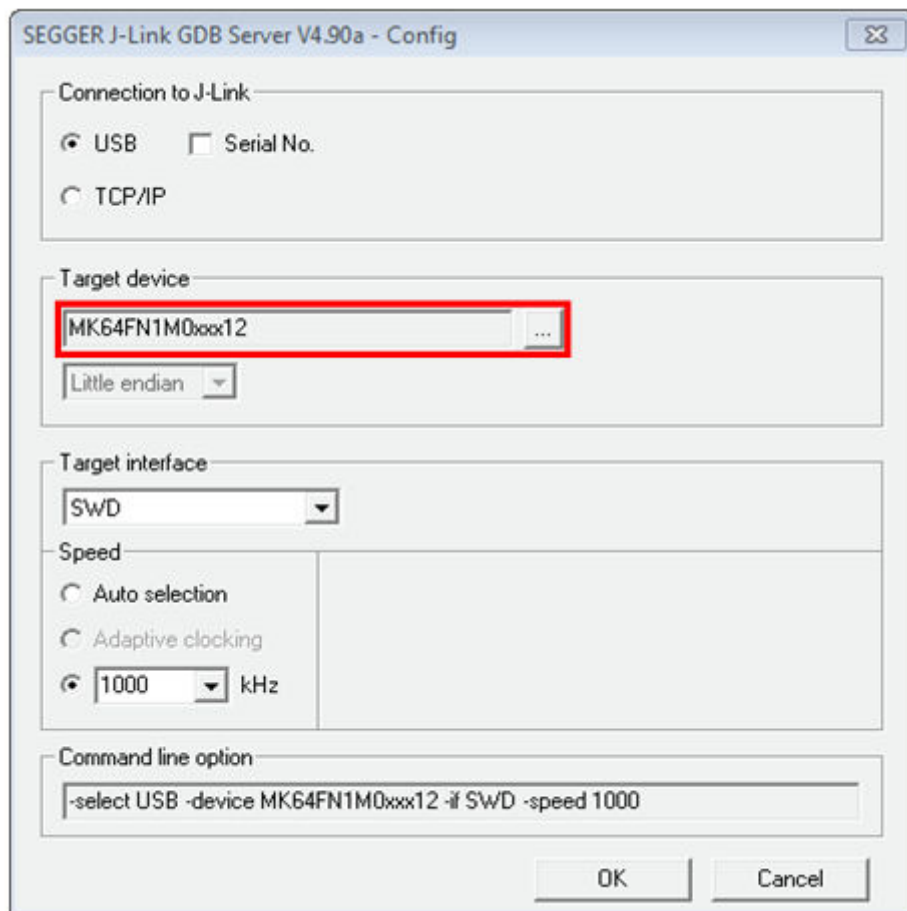 SEGGER J-Link GDB Server V4.90a - Config
Connection to J-Link
USB Serial No.
TCP/IP
Target device
MK64FN1M0xxx12 ...
Little endian
Target interface
SWD
Speed
Auto selection
Adaptive clocking
1000 kHz
Command line option
-select USB -device MK64FN1M0xxx12 -if SWD -speed 1000
OK Cancel